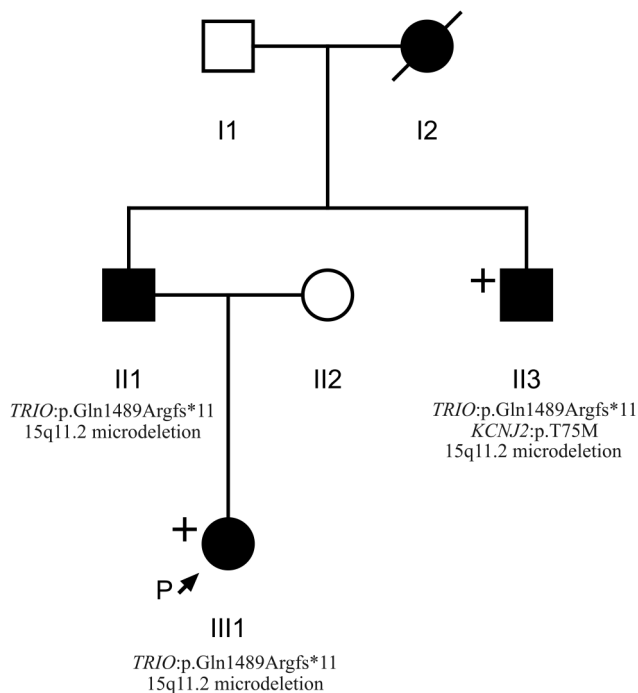 I1
I2
+
II1
II2
II3
TRIO:p.Gln1489Argfs*11
15q11.2 microdeletion
TRIO:p.Gln1489Argfs*11
KCNJ2:p.T75M
15q11.2 microdeletion
+
P
III1
TRIO:p.Gln1489Argfs*11
15q11.2 microdeletion